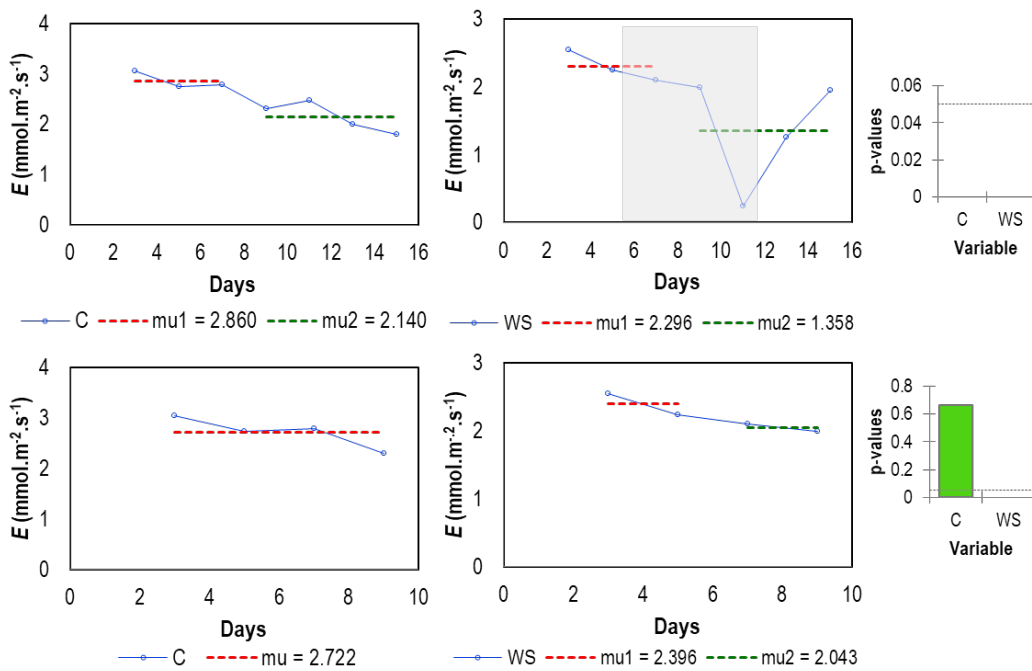 4
3
2
1
0
E (mmol.m⁻².s⁻¹)
0 2 4 6 8 10 12 14 16
Days
C mu1 = 2.860 mu2 = 2.140
3
2
1
0
E (mmol.m⁻².s⁻¹)
0 2 4 6 8 10 12 14 16
Days
WS mu1 = 2.296 mu2 = 1.358
0.06
0.04
0.02
0
p-values
C WS
Variable
4
3
2
1
0
E (mmol.m⁻².s⁻¹)
0 2 4 6 8 10
Days
C mu = 2.722
3
2
1
0
E (mmol.m⁻².s⁻¹)
0 2 4 6 8 10
Days
WS mu1 = 2.396 mu2 = 2.043
0.8
0.6
0.4
0.2
0
p-values
C WS
Variable